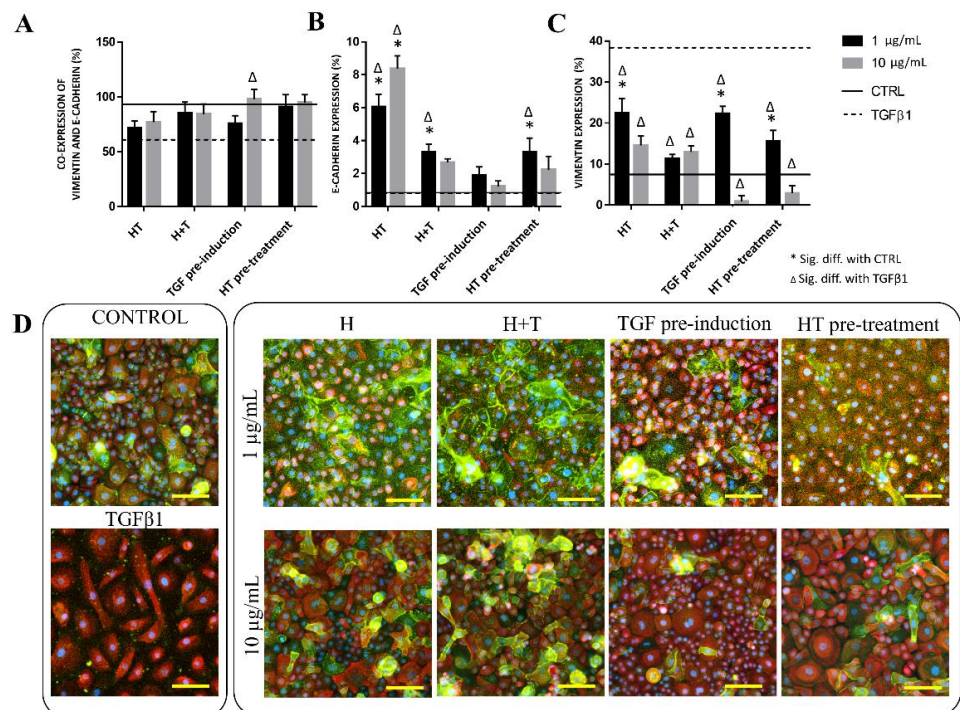 A
CO-EXPRESSION OF
VIMENTIN AND E-CADHERIN (%)
150
100
50
0
Δ
HT
H+T
TGF pre-induction
HT pre-treatment
B
E-CADHERIN EXPRESSION (%)
10
8
6
4
2
0
Δ
*
Δ
*
Δ
*
Δ
*
HT
H+T
TGF pre-induction
HT pre-treatment
C
VIMENTIN EXPRESSION (%)
40
30
20
10
0
Δ
*
Δ
Δ
Δ
Δ
*
Δ
Δ
*
Δ
HT
H+T
TGF pre-induction
HT pre-treatment
1 µg/mL
10 µg/mL
CTRL
TGFβ1
* Sig. diff. with CTRL
Δ Sig. diff. with TGFβ1
D
CONTROL
TGFβ1
H
H+T
TGF pre-induction
HT pre-treatment
1 µg/mL
10 µg/mL